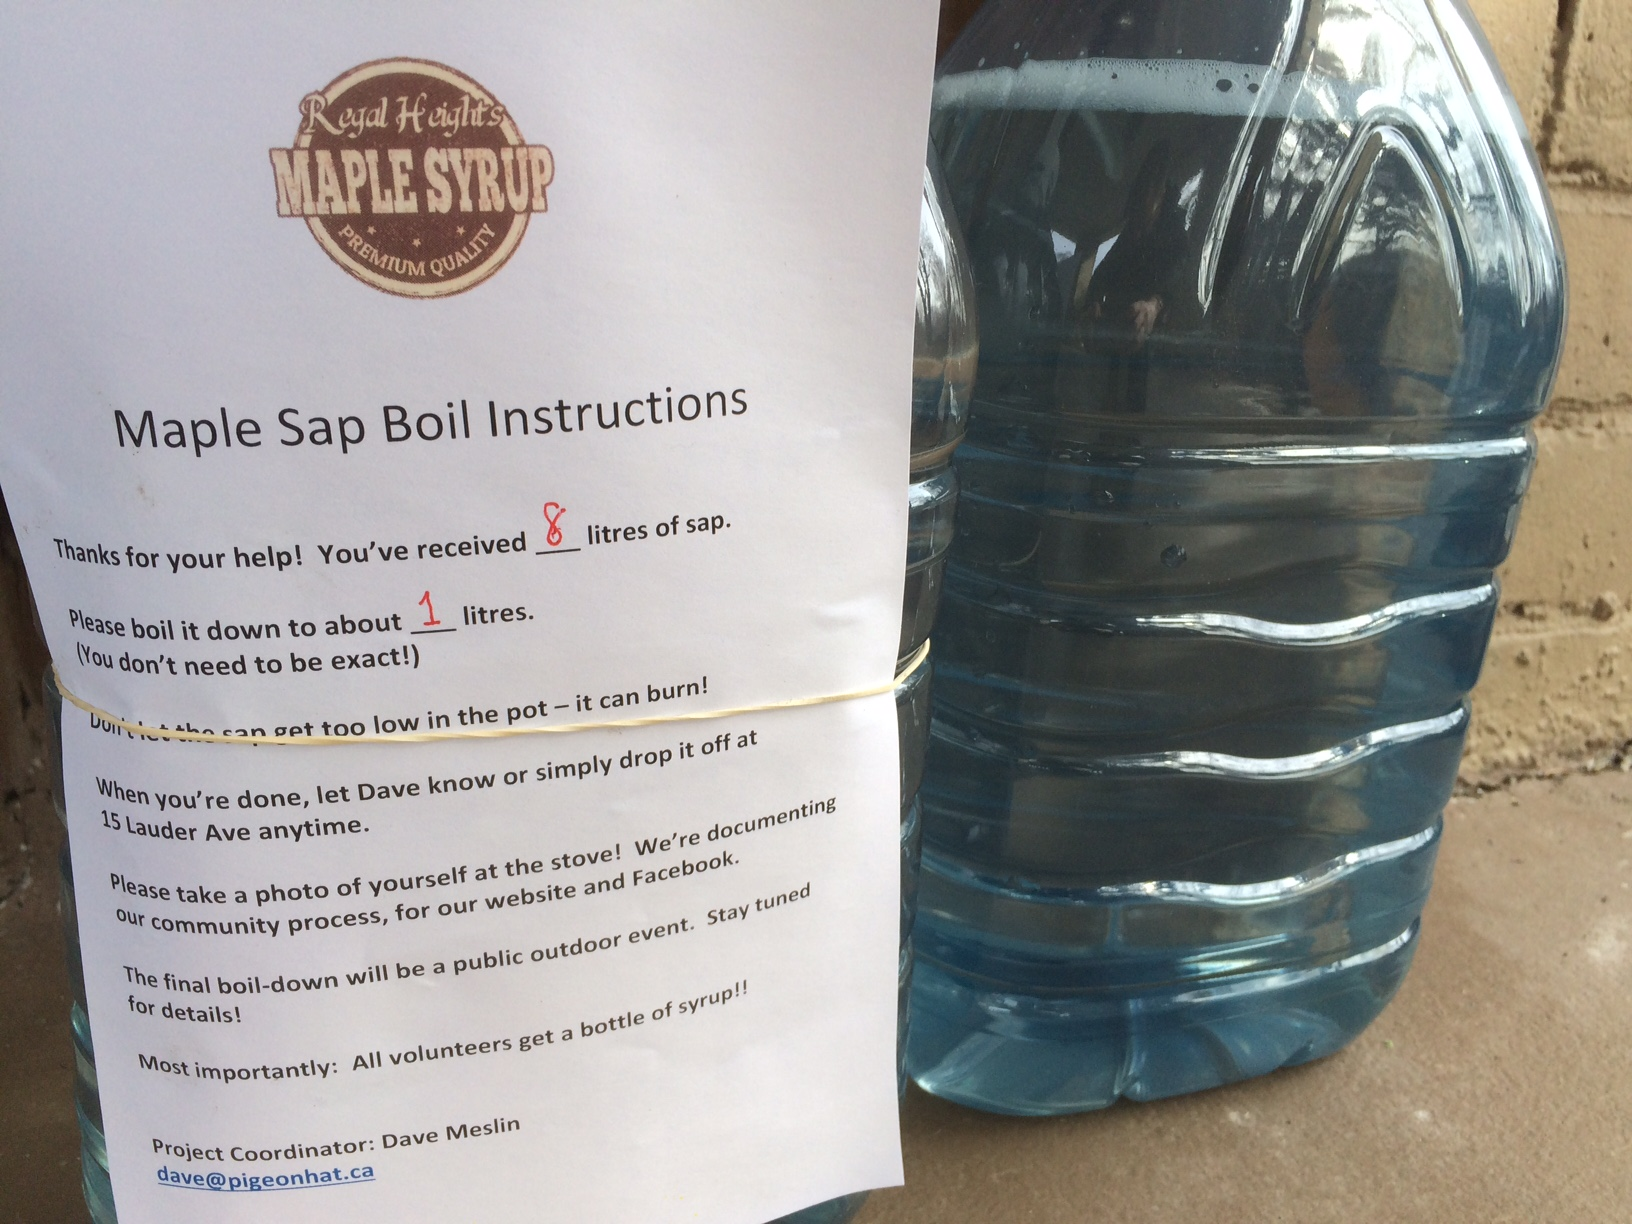 Regal Heights
MAPLE SYRUP
PREMIUM QUALITY
Maple Sap Boil Instructions
Thanks for your help! You've received 8 litres of sap.
Please boil it down to about 1 litres.
(You don't need to be exact!)
Don't let the sap get too low in the pot – it can burn!
When you're done, let Dave know or simply drop it off at
15 Lauder Ave anytime.
Please take a photo of yourself at the stove! We're documenting
our community process, for our website and Facebook.
The final boil-down will be a public outdoor event. Stay tuned
for details!
Most importantly: All volunteers get a bottle of syrup!!
Project Coordinator: Dave Meslin
dave@pigeonhat.ca